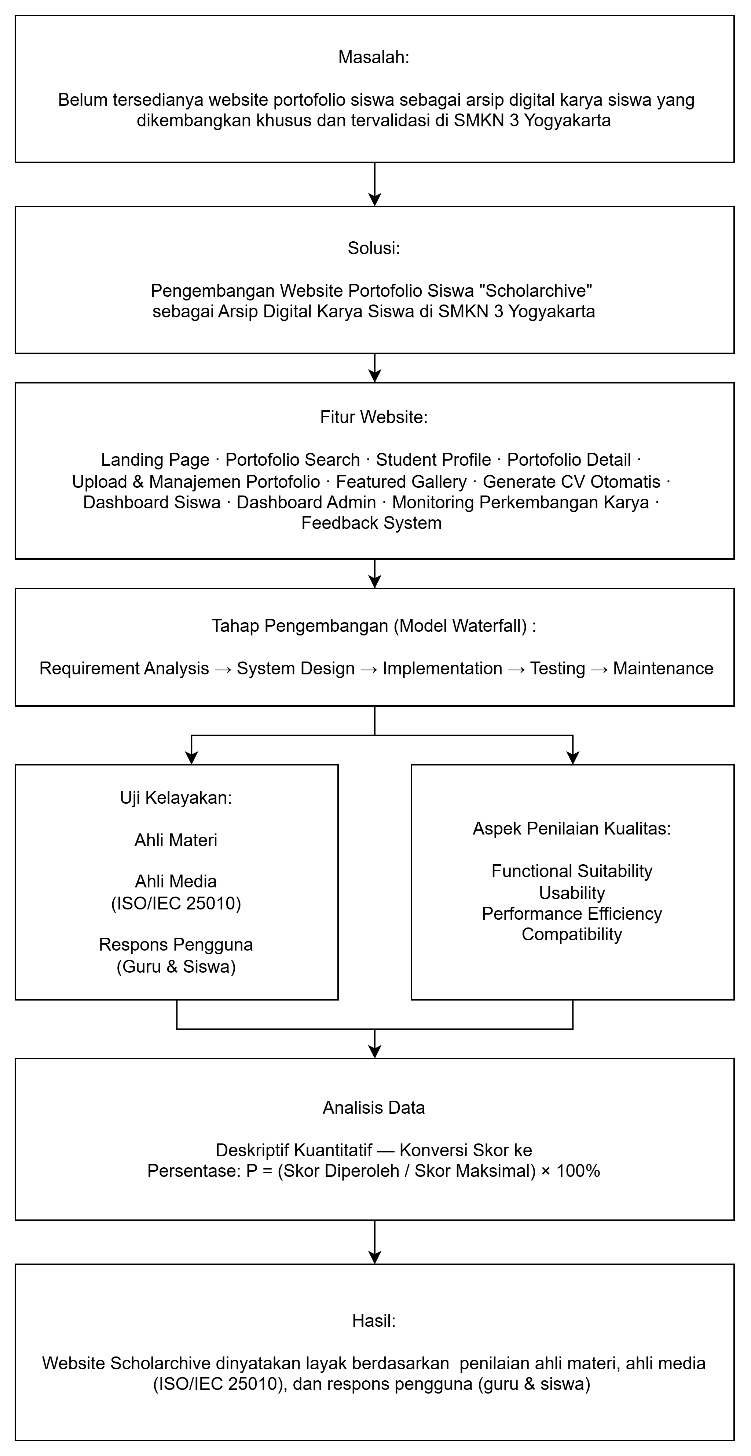 Masalah:
Belum tersedianya website portofolio siswa sebagai arsip digital karya siswa yang
dikembangkan khusus dan tervalidasi di SMKN 3 Yogyakarta
Solusi:
Pengembangan Website Portofolio Siswa "Scholarchive"
sebagai Arsip Digital Karya Siswa di SMKN 3 Yogyakarta
Fitur Website:
Landing Page · Portofolio Search · Student Profile · Portofolio Detail ·
Upload & Manajemen Portofolio · Featured Gallery · Generate CV Otomatis ·
Dashboard Siswa · Dashboard Admin · Monitoring Perkembangan Karya ·
Feedback System
Tahap Pengembangan (Model Waterfall) :
Requirement Analysis → System Design → Implementation → Testing → Maintenance
Uji Kelayakan:
Ahli Materi
Ahli Media
(ISO/IEC 25010)
Respons Pengguna
(Guru & Siswa)
Aspek Penilaian Kualitas:
Functional Suitability
Usability
Performance Efficiency
Compatibility
Analisis Data
Deskriptif Kuantitatif — Konversi Skor ke
Persentase: P = (Skor Diperoleh / Skor Maksimal) × 100%
Hasil:
Website Scholarchive dinyatakan layak berdasarkan  penilaian ahli materi, ahli media
(ISO/IEC 25010), dan respons pengguna (guru & siswa)